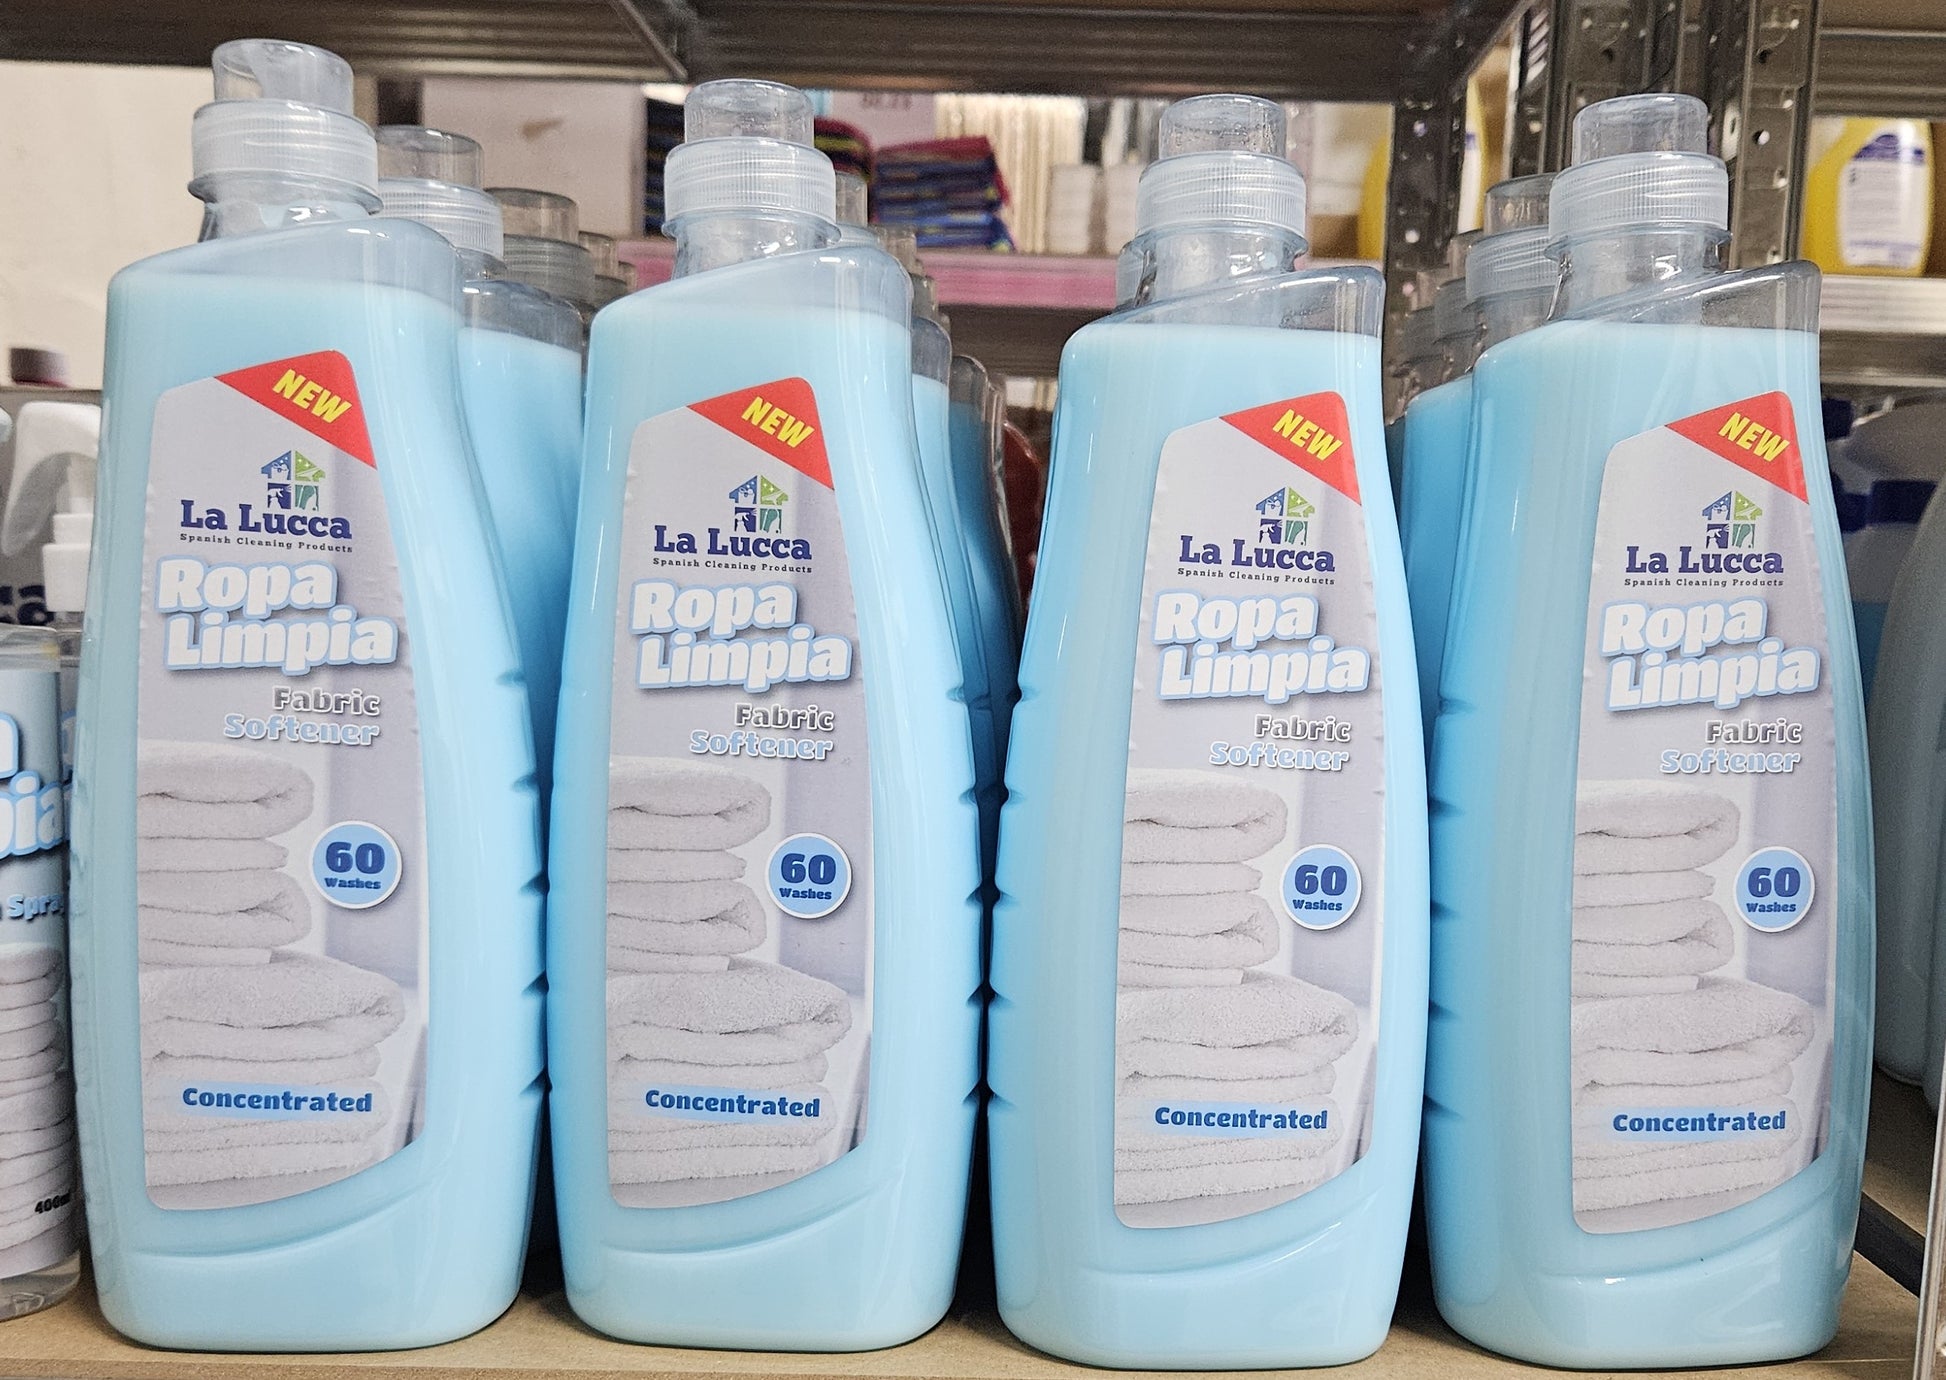 NEW
La Lucca
Spanish Cleaning Products
Ropa
Limpia
Fabric
Softener
60
Washes
Concentrated
NEW
La Lucca
Spanish Cleaning Products
Ropa
Limpia
Fabric
Softener
60
Washes
Concentrated
NEW
La Lucca
Spanish Cleaning Products
Ropa
Limpia
Fabric
Softener
60
Washes
Concentrated
NEW
La Lucca
Spanish Cleaning Products
Ropa
Limpia
Fabric
Softener
60
Washes
Concentrated